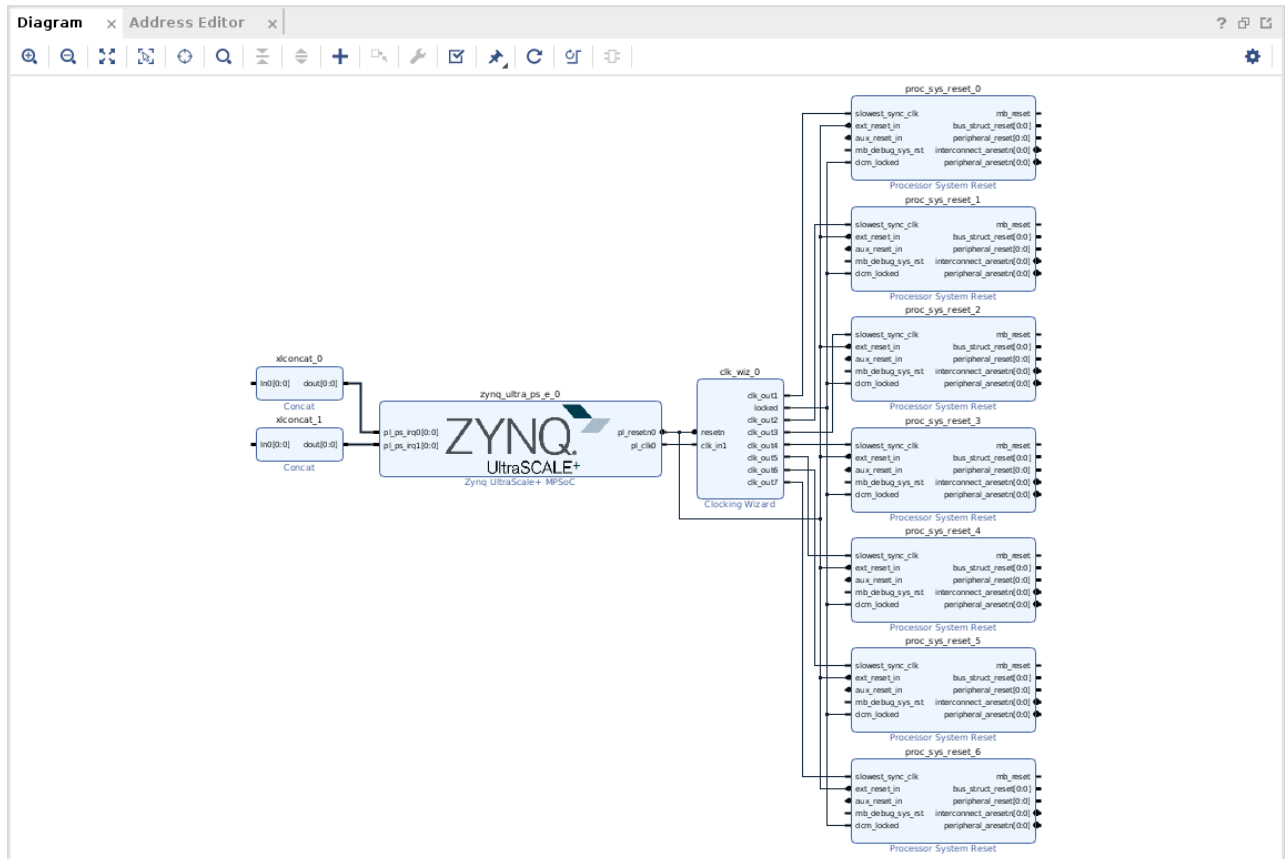 Diagram × Address Editor × ?
proc_sys_reset_0
slowest_sync_clk mb_reset
ext_reset_in bus_struct_reset[0:0]
aux_reset_in peripheral_reset[0:0]
mb_debug_sys_rst interconnect_aresetn[0:0]
dcm_locked peripheral_aresetn[0:0]
Processor System Reset
proc_sys_reset_1
slowest_sync_clk mb_reset
ext_reset_in bus_struct_reset[0:0]
aux_reset_in peripheral_reset[0:0]
mb_debug_sys_rst interconnect_aresetn[0:0]
dcm_locked peripheral_aresetn[0:0]
Processor System Reset
proc_sys_reset_2
slowest_sync_clk mb_reset
ext_reset_in bus_struct_reset[0:0]
aux_reset_in peripheral_reset[0:0]
mb_debug_sys_rst interconnect_aresetn[0:0]
dcm_locked peripheral_aresetn[0:0]
Processor System Reset
xlconcat_0
In0[0:0] dout[0:0]
Concat
xlconcat_1
In0[0:0] dout[0:0]
Concat
zynq_ultra_ps_e_0
pl_ps_irq0[0:0] pl_resetn0
pl_ps_irq1[0:0] pl_clk0
ZYNQ.
UltraSCALE+
Zynq UltraScale+ MPSoC
clk_wiz_0
resetn
clk_in1
clk_out1
locked
clk_out2
clk_out3
clk_out4
clk_out5
clk_out6
clk_out7
Clocking Wizard
proc_sys_reset_3
slowest_sync_clk mb_reset
ext_reset_in bus_struct_reset[0:0]
aux_reset_in peripheral_reset[0:0]
mb_debug_sys_rst interconnect_aresetn[0:0]
dcm_locked peripheral_aresetn[0:0]
Processor System Reset
proc_sys_reset_4
slowest_sync_clk mb_reset
ext_reset_in bus_struct_reset[0:0]
aux_reset_in peripheral_reset[0:0]
mb_debug_sys_rst interconnect_aresetn[0:0]
dcm_locked peripheral_aresetn[0:0]
Processor System Reset
proc_sys_reset_5
slowest_sync_clk mb_reset
ext_reset_in bus_struct_reset[0:0]
aux_reset_in peripheral_reset[0:0]
mb_debug_sys_rst interconnect_aresetn[0:0]
dcm_locked peripheral_aresetn[0:0]
Processor System Reset
proc_sys_reset_6
slowest_sync_clk mb_reset
ext_reset_in bus_struct_reset[0:0]
aux_reset_in peripheral_reset[0:0]
mb_debug_sys_rst interconnect_aresetn[0:0]
dcm_locked peripheral_aresetn[0:0]
Processor System Reset